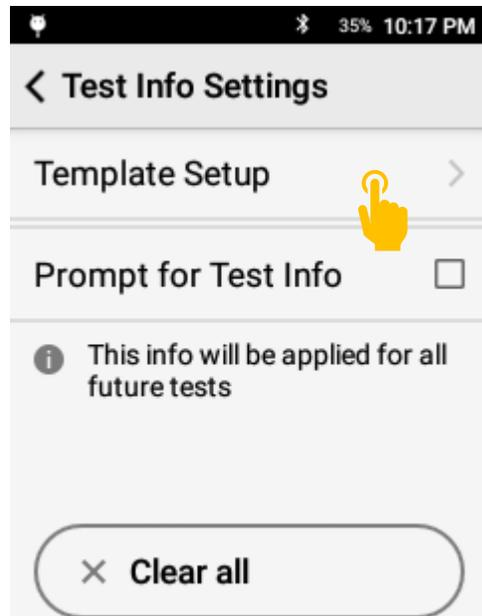 35% 10:17 PM
Test Info Settings
Template Setup
Prompt for Test Info
This info will be applied for all
future tests
Clear all